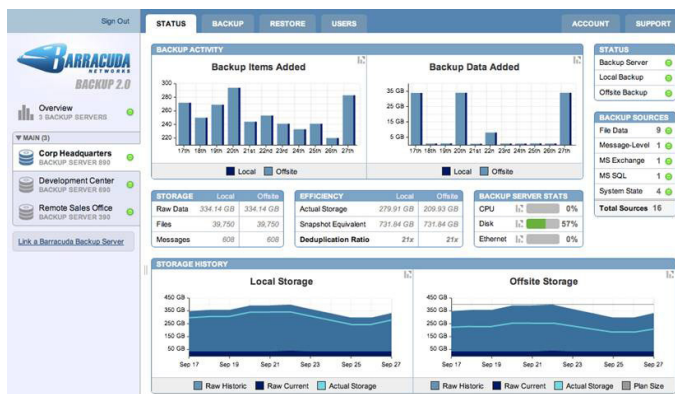 Sign Out
STATUS BACKUP RESTORE USERS ACCOUNT SUPPORT
BARRACUDA
NETWORKS
BACKUP 2.0
Overview
3 BACKUP SERVERS
▼ MAIN (3)
Corp Headquarters
BACKUP SERVER 890
Development Center
BACKUP SERVER 690
Remote Sales Office
BACKUP SERVER 390
Link a Barracuda Backup Server
BACKUP ACTIVITY
Backup Items Added
300
280
260
240
220
17th 18th 19th 20th 21st 22nd 23rd 24th 25th 26th 27th
Local Offsite
Backup Data Added
35 GB
25 GB
15 GB
5 GB
17th 18th 19th 20th 21st 22nd 23rd 24th 25th 26th 27th
Local Offsite
STATUS
Backup Server
Local Backup
Offsite Backup
BACKUP SOURCES
File Data 9
Message-Level 1
MS Exchange 1
MS SQL 1
System State 4
Total Sources 16
STORAGE Local Offsite
Raw Data 334.14 GB 334.14 GB
Files 39,750 39,750
Messages 608 608
EFFICIENCY Local Offsite
Actual Storage 279.91 GB 209.93 GB
Snapshot Equivalent 731.84 GB 731.84 GB
Deduplication Ratio 21x 21x
BACKUP SERVER STATS
CPU 0%
Disk 57%
Ethernet 0%
STORAGE HISTORY
Local Storage
450 GB
350 GB
250 GB
150 GB
50 GB
Sep 17 Sep 19 Sep 21 Sep 23 Sep 25 Sep 27
Raw Historic Raw Current Actual Storage
Offsite Storage
450 GB
350 GB
250 GB
150 GB
50 GB
Sep 17 Sep 19 Sep 21 Sep 23 Sep 25 Sep 27
Raw Historic Raw Current Actual Storage Plan Size